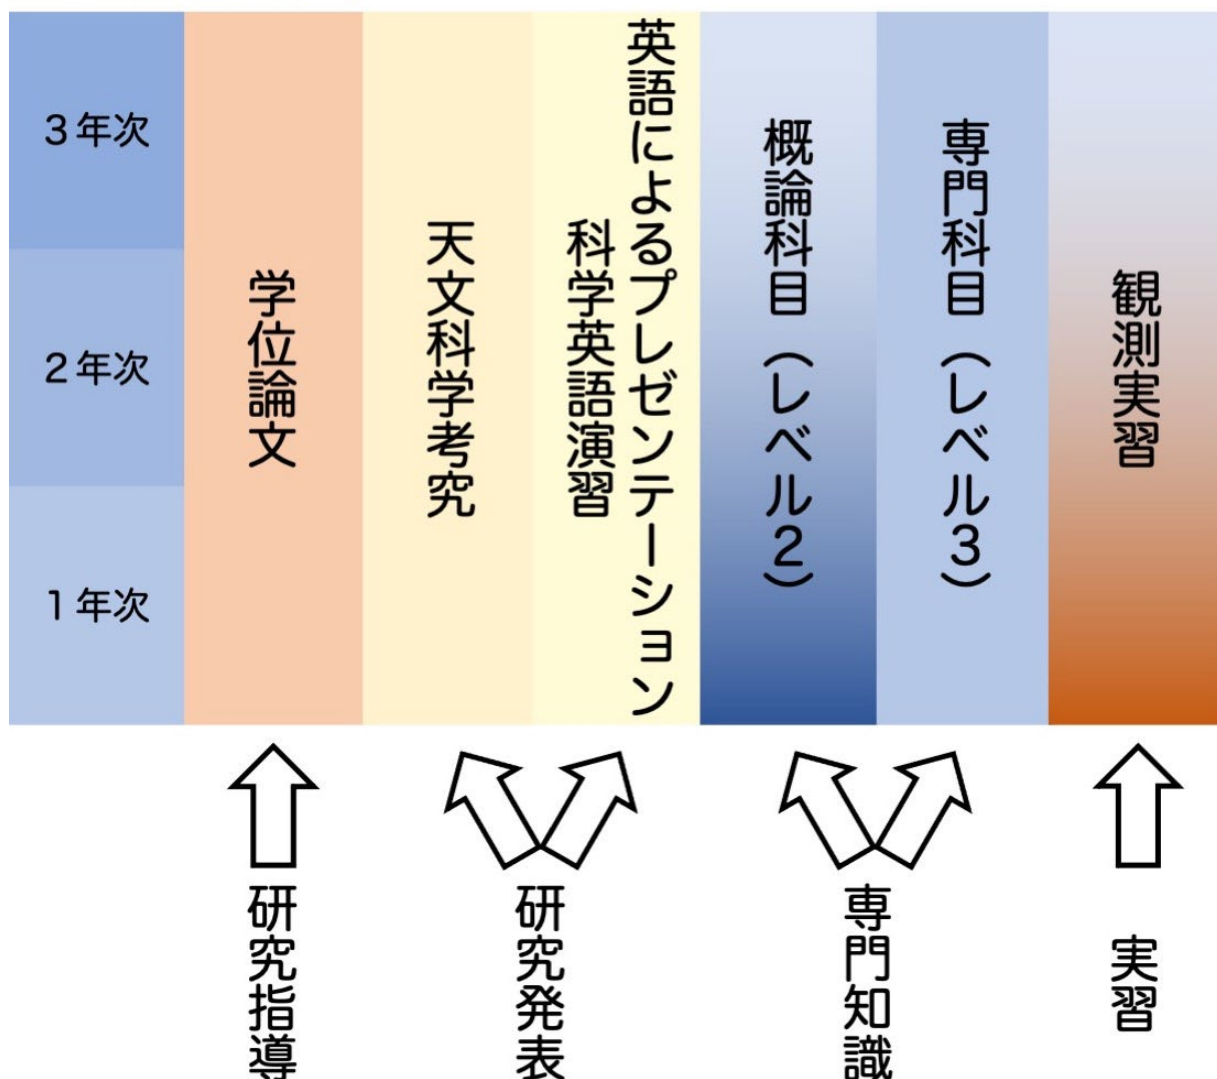 3年次
2年次
1年次
学位論文
天文科学考究
科学英語演習
英語によるプレゼンテーション
概論科目(レベル2)
専門科目(レベル3)
観測実習
研究指導
研究発表
専門知識
実習